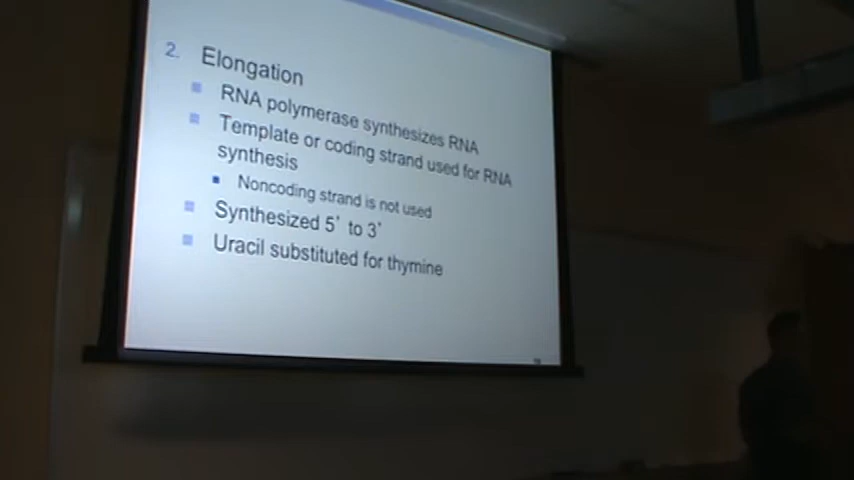 2. Elongation
RNA polymerase synthesizes RNA
Template or coding strand used for RNA
synthesis
Noncoding strand is not used
Synthesized 5' to 3'
Uracil substituted for thymine